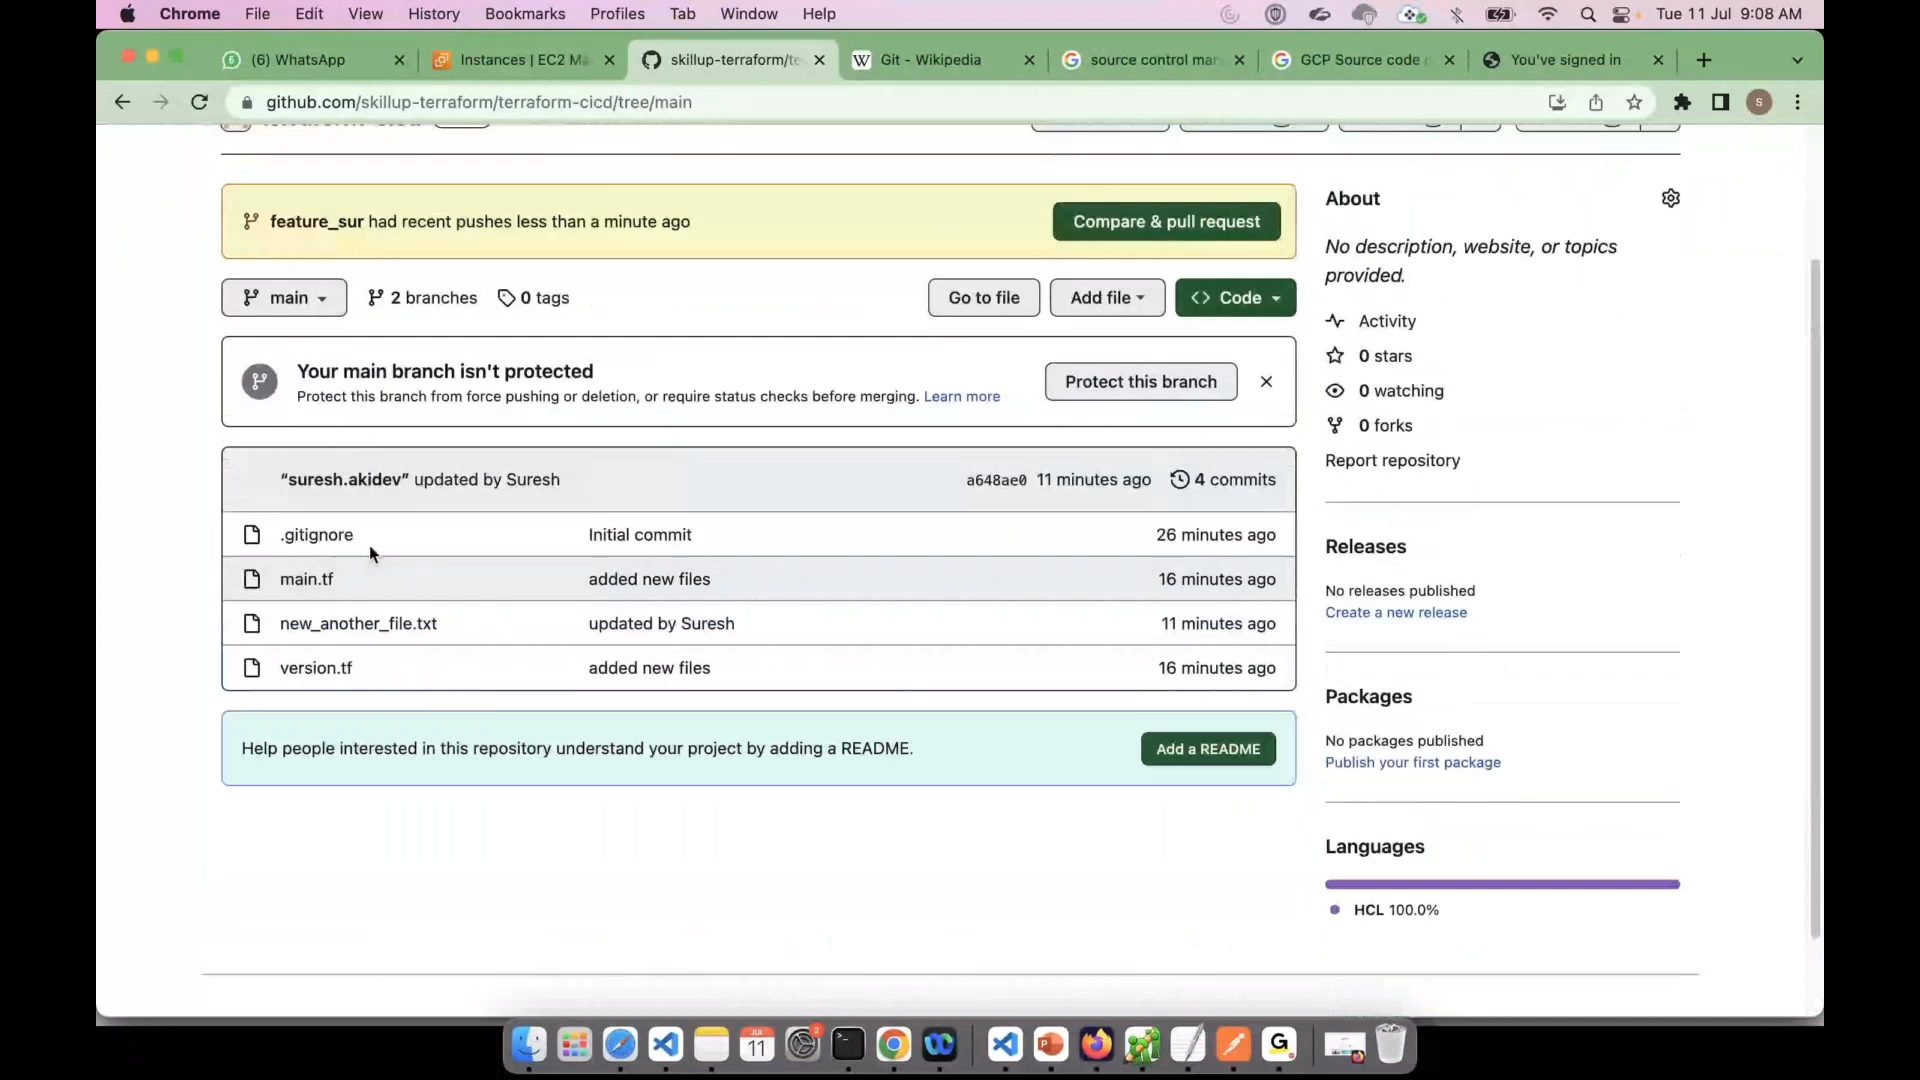 Chrome File Edit View History Bookmarks Profiles Tab Window Help Tue 11 Jul 9:08 AM
(6) WhatsApp Instances | EC2 Ma skillup-terraform/te Git - Wikipedia source control mar GCP Source code You've signed in
github.com/skillup-terraform/terraform-cicd/tree/main S
feature_sur had recent pushes less than a minute ago Compare & pull request
main 2 branches 0 tags Go to file Add file Code
Your main branch isn't protected
Protect this branch from force pushing or deletion, or require status checks before merging. Learn more
Protect this branch
“suresh.akidev” updated by Suresh a648ae0 11 minutes ago 4 commits
.gitignore Initial commit 26 minutes ago
main.tf added new files 16 minutes ago
new_another_file.txt updated by Suresh 11 minutes ago
version.tf added new files 16 minutes ago
Help people interested in this repository understand your project by adding a README. Add a README
About
No description, website, or topics
provided.
Activity
0 stars
0 watching
0 forks
Report repository
Releases
No releases published
Create a new release
Packages
No packages published
Publish your first package
Languages
HCL 100.0%
JUL
11
2